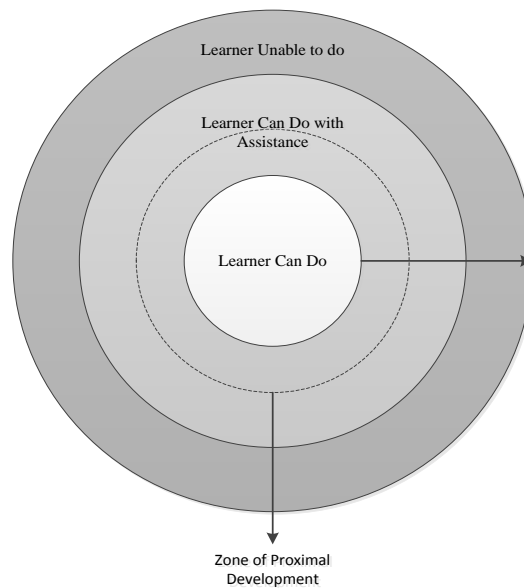 Learner Unable to do
Learner Can Do with
Assistance
Learner Can Do
Zone of Proximal
Development